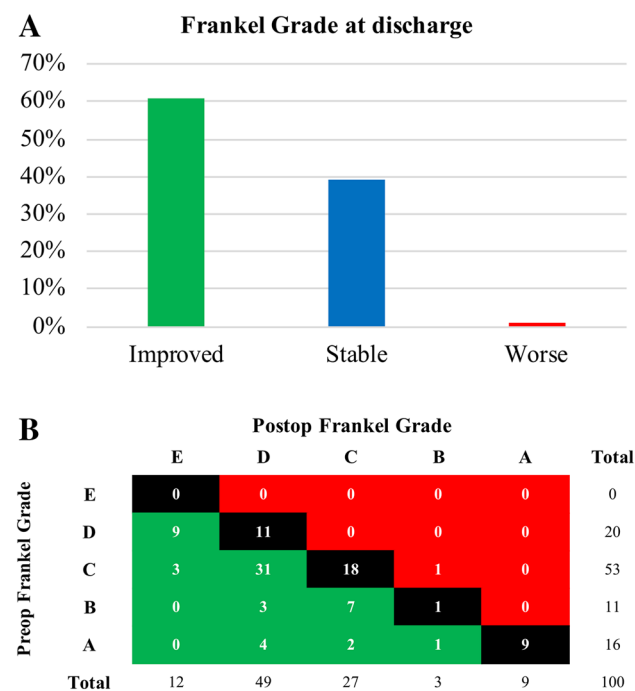 A
Frankel Grade at discharge
70%
60%
50%
40%
30%
20%
10%
0%
Improved Stable Worse
B
Postop Frankel Grade
E D C B A Total
Preop Frankel Grade
E 0 0 0 0 0 0
D 9 11 0 0 0 20
C 3 31 18 1 0 53
B 0 3 7 1 0 11
A 0 4 2 1 9 16
Total 12 49 27 3 9 100